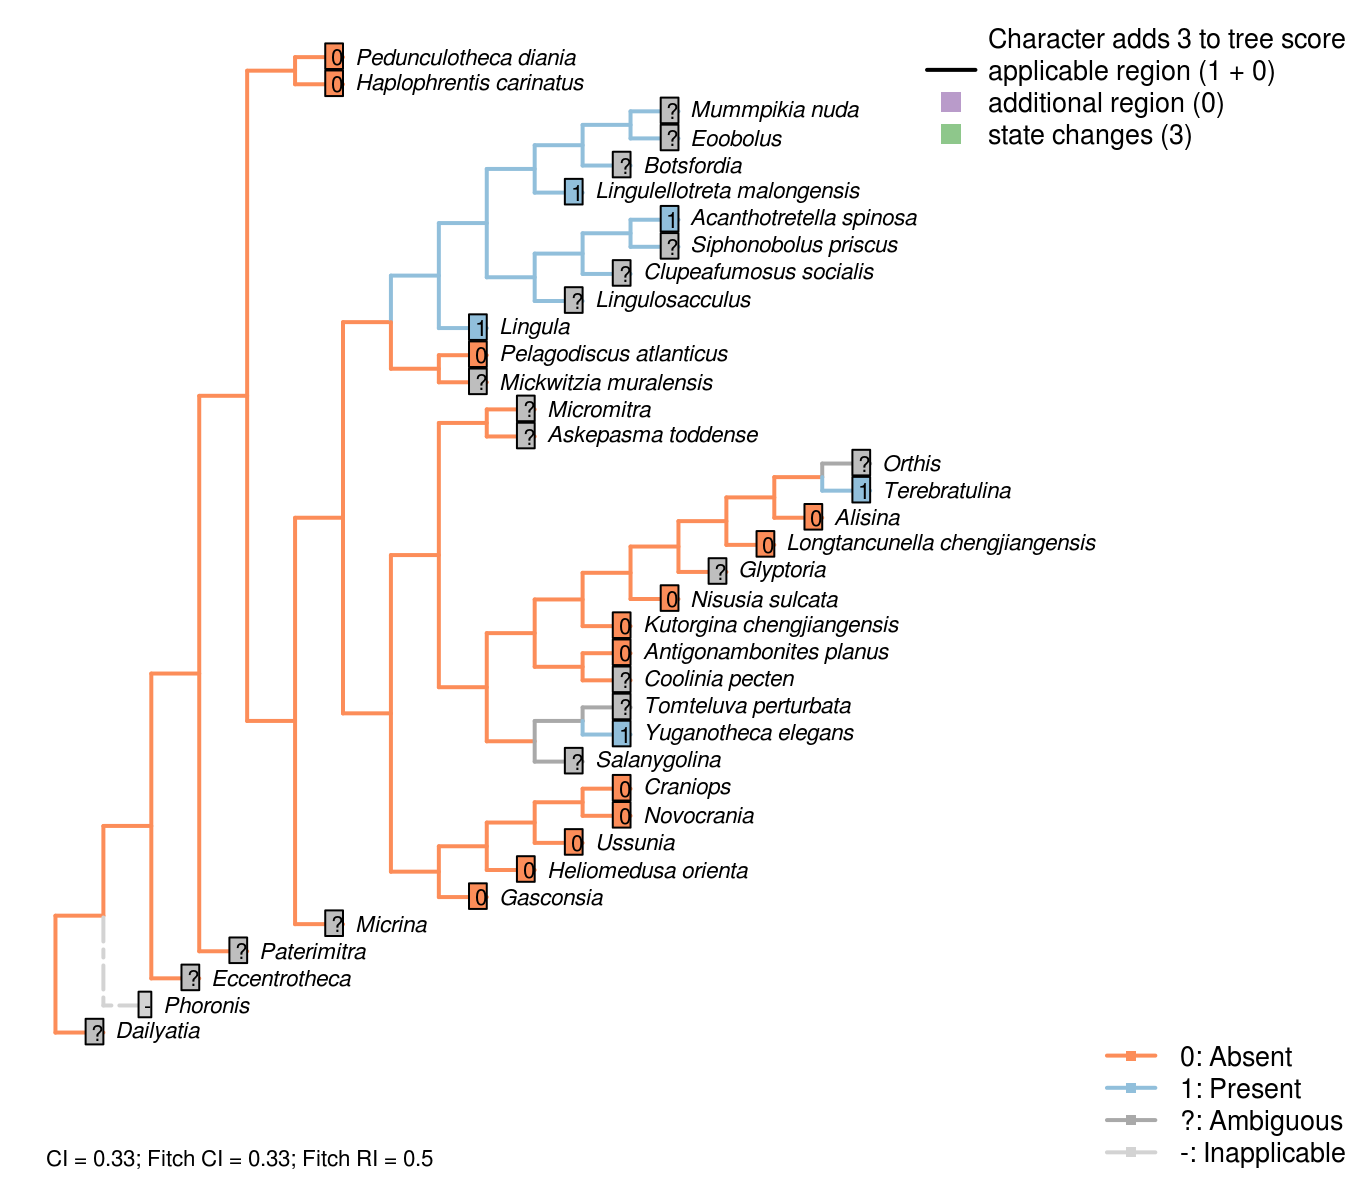 Character adds 3 to tree score
applicable region (1 + 0)
additional region (0)
state changes (3)
0 Pedunculotheca diania
0 Haplophrentis carinatus
? Mummpikia nuda
? Eoobolus
? Botsfordia
1 Lingulellotreta malongensis
1 Acanthotretella spinosa
? Siphonobolus priscus
? Clupeafumosus socialis
? Lingulosacculus
1 Lingula
0 Pelagodiscus atlanticus
? Mickwitzia muralensis
? Micromitra
? Askepasma toddense
? Orthis
1 Terebratulina
0 Alisina
0 Longtancunella chengjiangensis
? Glyptoria
0 Nisusia sulcata
0 Kutorgina chengjiangensis
0 Antigonambonites planus
? Coolinia pecten
? Tomteluva perturbata
1 Yuganotheca elegans
? Salanygolina
0 Craniops
0 Novocrania
0 Ussunia
0 Heliomedusa orienta
0 Gasconsia
? Micrina
? Paterimitra
? Eccentrotheca
- Phoronis
? Dailyatia
0: Absent
1: Present
?: Ambiguous
-: Inapplicable
CI = 0.33; Fitch CI = 0.33; Fitch RI = 0.5